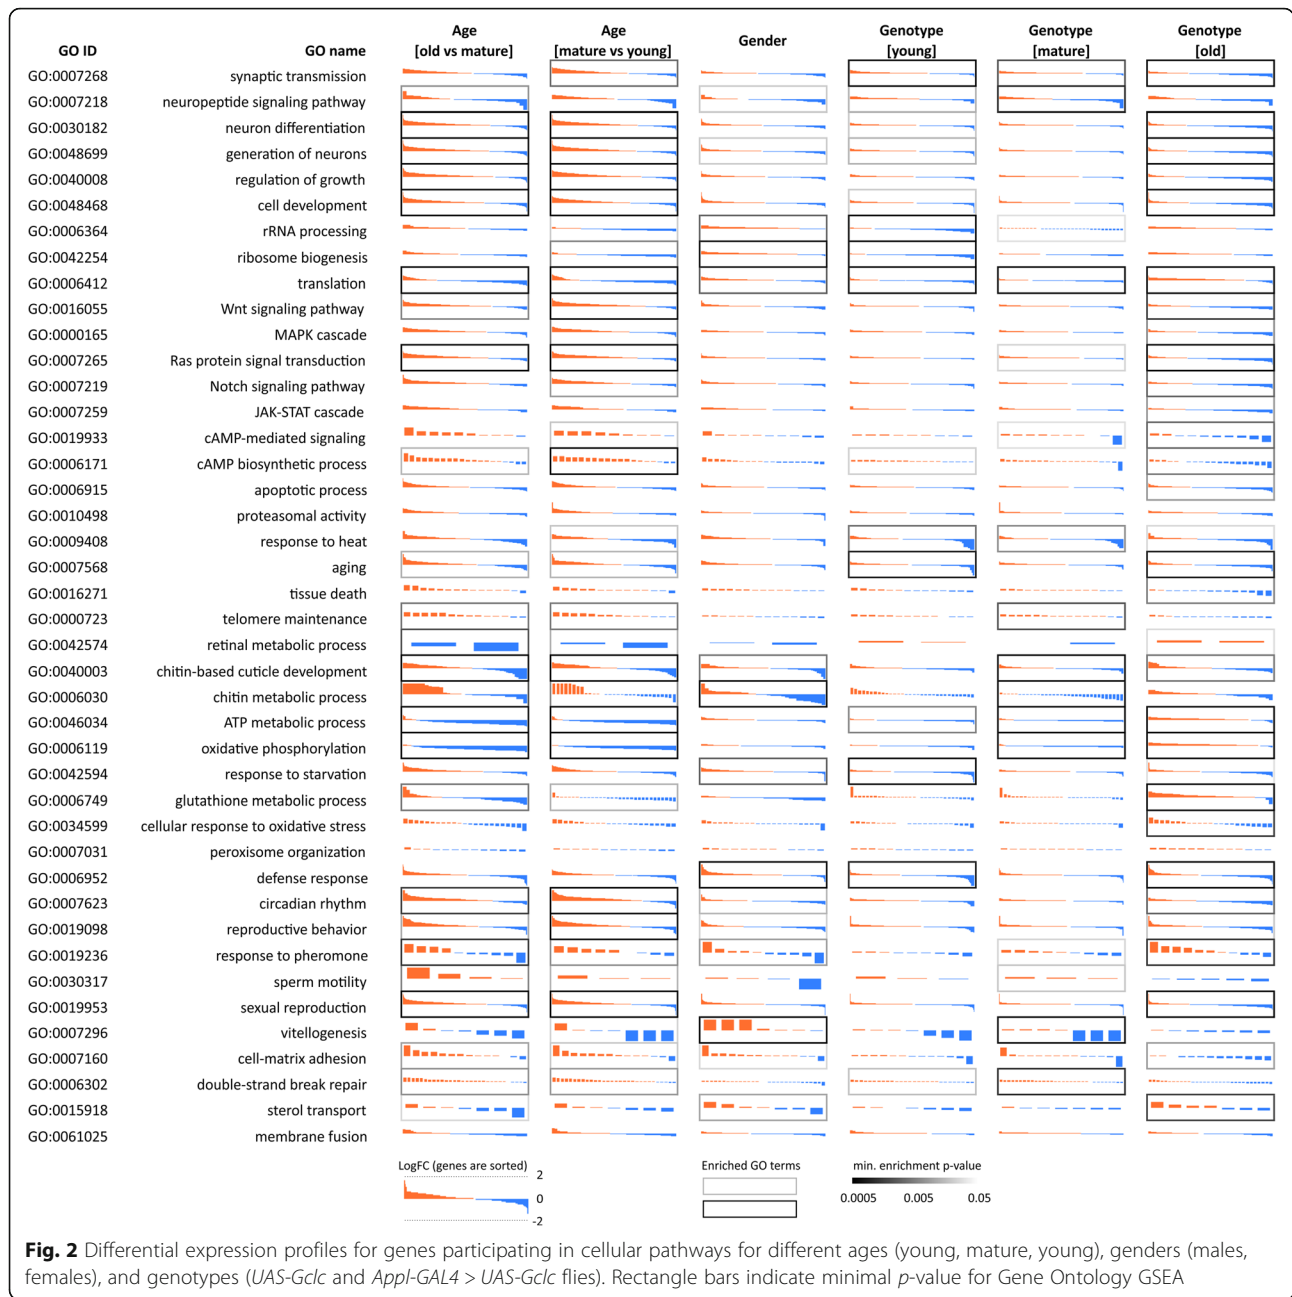 GO ID GO name Age [old vs mature] Age [mature vs young] Gender Genotype [young] Genotype [mature] Genotype [old]
GO:0007268 synaptic transmission
GO:0007218 neuropeptide signaling pathway
GO:0030182 neuron differentiation
GO:0048699 generation of neurons
GO:0040008 regulation of growth
GO:0048468 cell development
GO:0006364 rRNA processing
GO:0042254 ribosome biogenesis
GO:0006412 translation
GO:0016055 Wnt signaling pathway
GO:0000165 MAPK cascade
GO:0007265 Ras protein signal transduction
GO:0007219 Notch signaling pathway
GO:0007259 JAK-STAT cascade
GO:0019933 cAMP-mediated signaling
GO:0006171 cAMP biosynthetic process
GO:0006915 apoptotic process
GO:0010498 proteasomal activity
GO:0009408 response to heat
GO:0007568 aging
GO:0016271 tissue death
GO:0000723 telomere maintenance
GO:0042574 retinal metabolic process
GO:0040003 chitin-based cuticle development
GO:0006030 chitin metabolic process
GO:0046034 ATP metabolic process
GO:0006119 oxidative phosphorylation
GO:0042594 response to starvation
GO:0006749 glutathione metabolic process
GO:0034599 cellular response to oxidative stress
GO:0007031 peroxisome organization
GO:0006952 defense response
GO:0007623 circadian rhythm
GO:0019098 reproductive behavior
GO:0019236 response to pheromone
GO:0030317 sperm motility
GO:0019953 sexual reproduction
GO:0007296 vitellogenesis
GO:0007160 cell-matrix adhesion
GO:0006302 double-strand break repair
GO:0015918 sterol transport
GO:0061025 membrane fusion
LogFC (genes are sorted)
2
0
-2
Enriched GO terms
min. enrichment p-value
0.0005 0.005 0.05
Fig. 2 Differential expression profiles for genes participating in cellular pathways for different ages (young, mature, young), genders (males,
females), and genotypes (UAS-Gclc and Appl-GAL4 > UAS-Gclc flies). Rectangle bars indicate minimal p-value for Gene Ontology GSEA